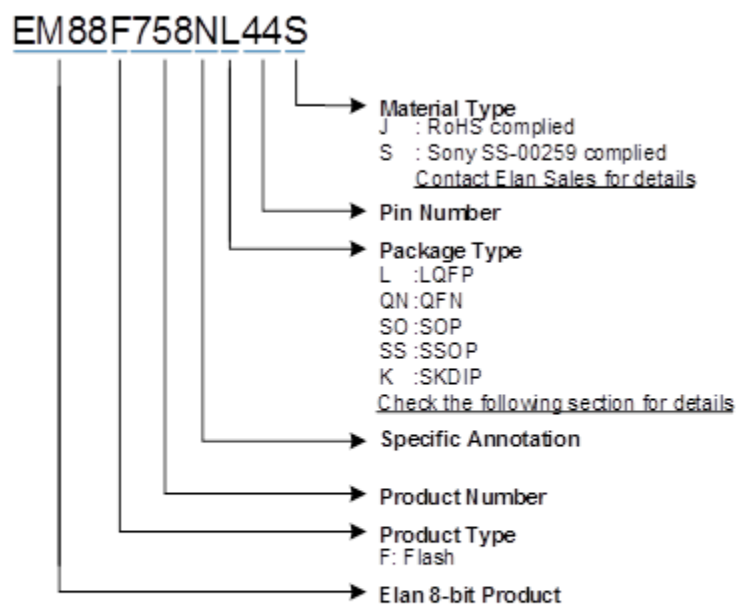 EM88F758NL44S
Material Type
J : RoHS complied
S : Sony SS-00259 complied
Contact Elan Sales for details
Pin Number
Package Type
L :LQFP
QN :QFN
SO :SOP
SS :SSOP
K :SKDIP
Check the following section for details
Specific Annotation
Product Number
Product Type
F: Flash
Elan 8-bit Product